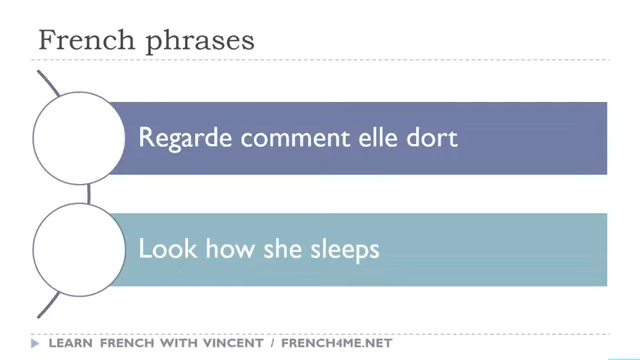 French phrases
Regarde comment elle dort
Look how she sleeps
LEARN FRENCH WITH VINCENT / FRENCH4ME.NET